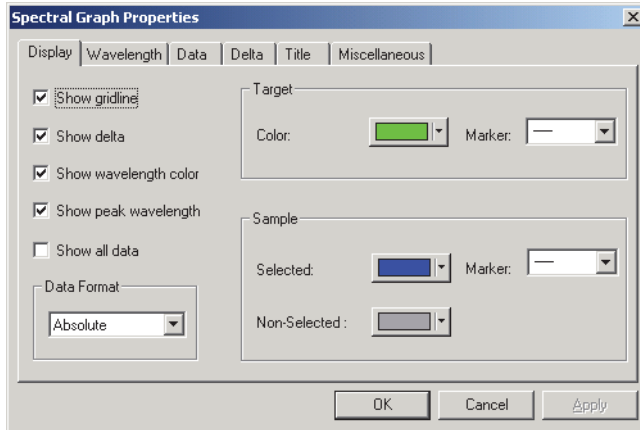 Spectral Graph Properties
Display Wavelength Data Delta Title Miscellaneous
Show gridline
Show delta
Show wavelength color
Show peak wavelength
Show all data
Data Format
Absolute
Target
Color: Marker:
Sample
Selected: Marker:
Non-Selected :
OK Cancel Apply